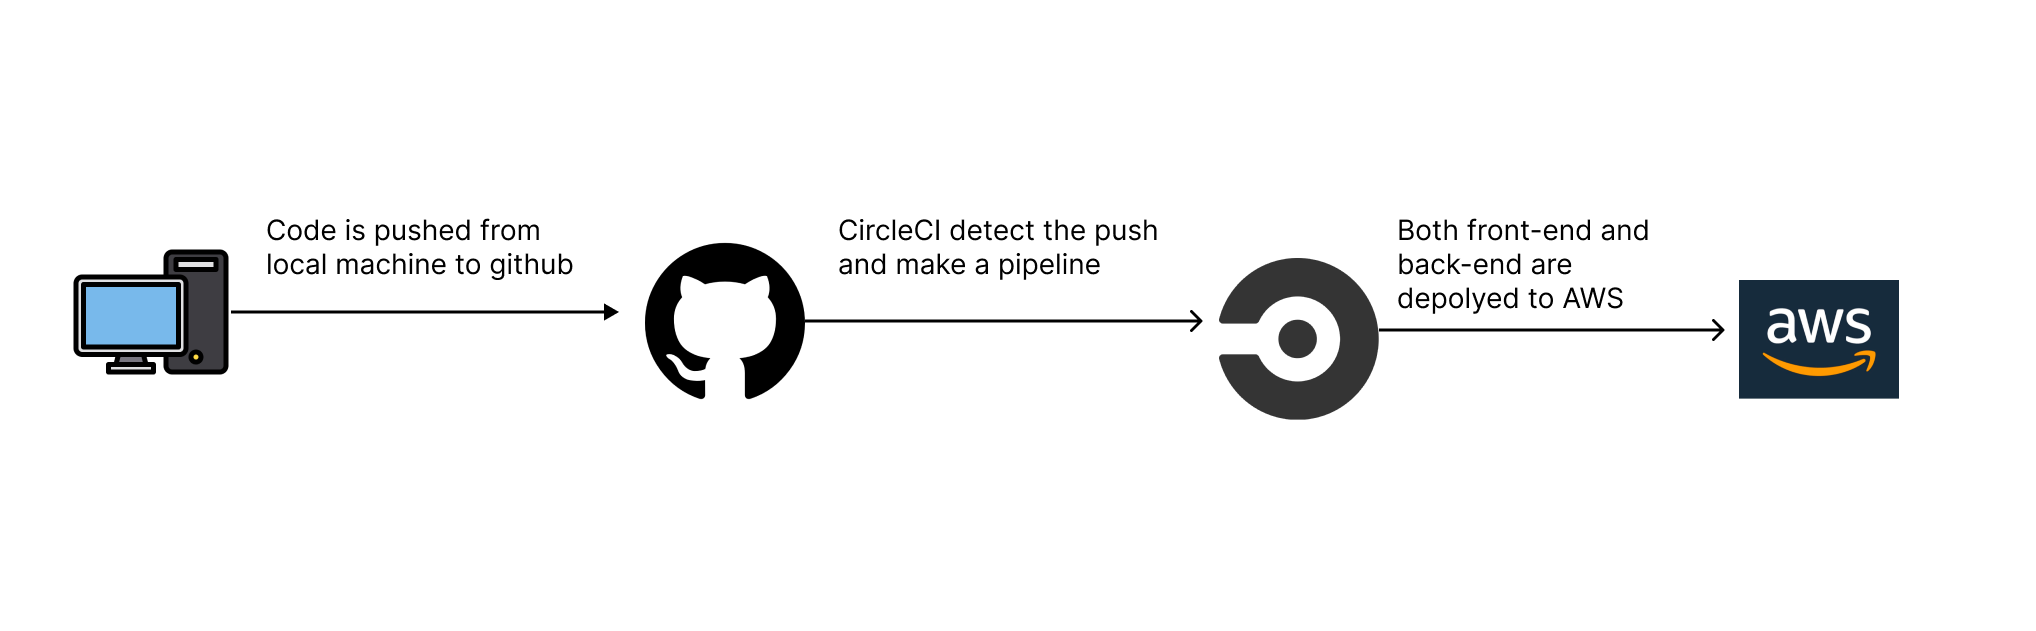 Code is pushed from
local machine to github
CircleCI detect the push
and make a pipeline
Both front-end and
back-end are
depolyed to AWS
aws